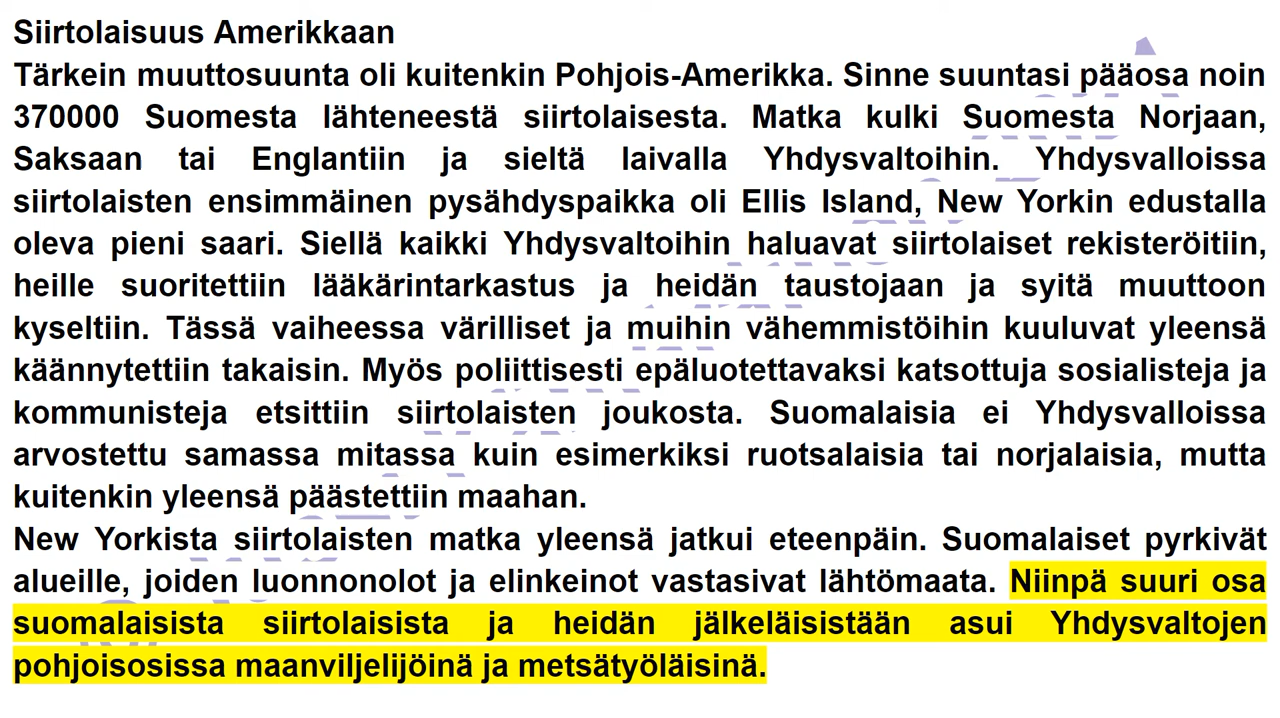 Siirtolaisuus Amerikkaan
Tärkein muuttosuunta oli kuitenkin Pohjois-Amerikka. Sinne suuntasi pääosa noin
370000 Suomesta lähteneestä siirtolaisesta. Matka kulki Suomesta Norjaan,
Saksaan tai Englantiin ja sieltä laivalla Yhdysvaltoihin. Yhdysvalloissa
siirtolaisten ensimmäinen pysähdyspaikka oli Ellis Island, New Yorkin edustalla
oleva pieni saari. Siellä kaikki Yhdysvaltoihin haluavat siirtolaiset rekisteröitiin,
heille suoritettiin lääkärintarkastus ja heidän taustojaan ja syitä muuttoon
kyseltiin. Tässä vaiheessa värilliset ja muihin vähemmistöihin kuuluvat yleensä
käännytettiin takaisin. Myös poliittisesti epäluotettavaksi katsottuja sosialisteja ja
kommunisteja etsittiin siirtolaisten joukosta. Suomalaisia ei Yhdysvalloissa
arvostettu samassa mitassa kuin esimerkiksi ruotsalaisia tai norjalaisia, mutta
kuitenkin yleensä päästettiin maahan.
New Yorkista siirtolaisten matka yleensä jatkui eteenpäin. Suomalaiset pyrkivät
alueille, joiden luonnonolot ja elinkeinot vastasivat lähtömaata. Niinpä suuri osa
suomalaisista siirtolaisista ja heidän jälkeläisistään asui Yhdysvaltojen
pohjoisosissa maanviljelijöinä ja metsätyöläisinä.